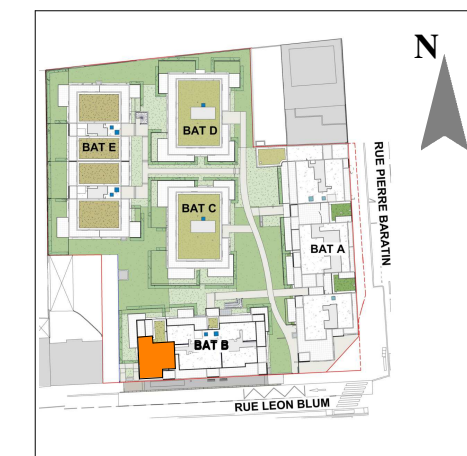 N
BAT D
BAT E
BAT C
BAT A
RUE PIERRE BARATIN
BAT B
RUE LEON BLUM